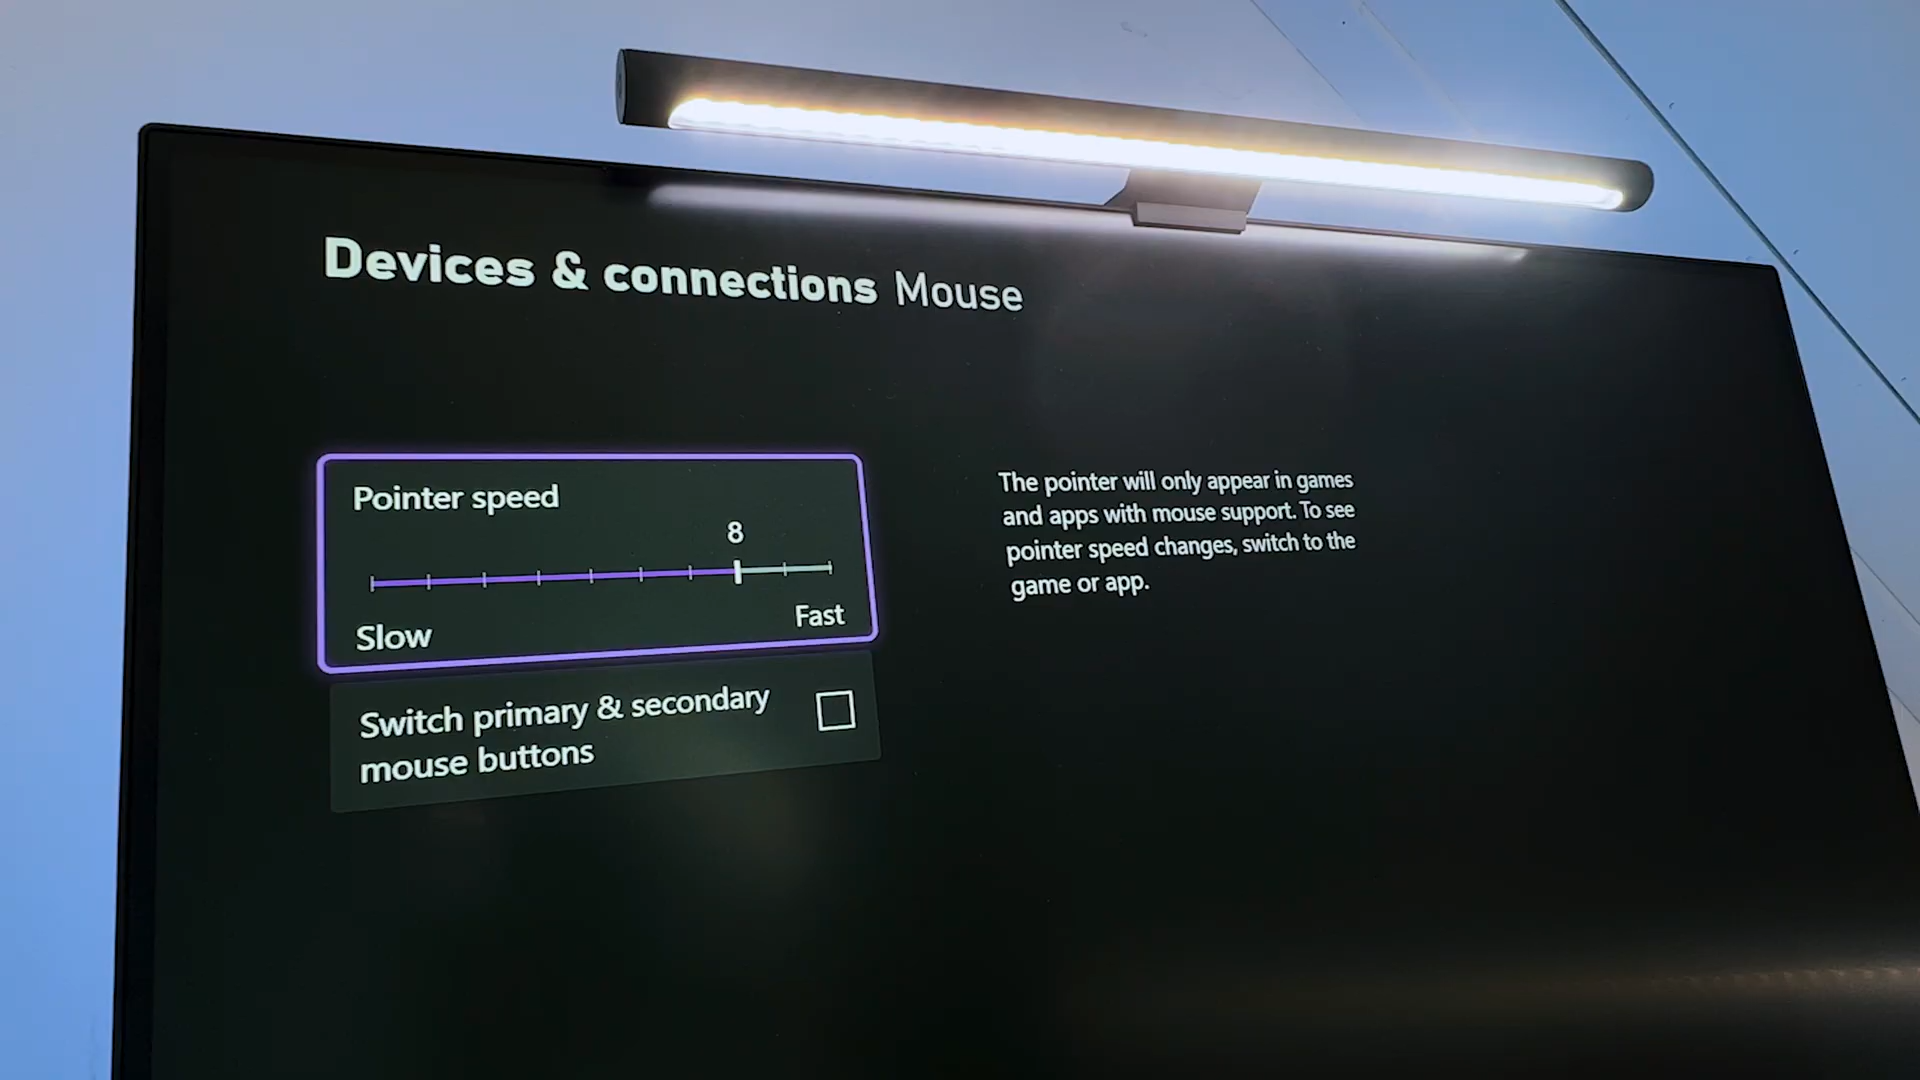 Devices & connections Mouse
Pointer speed
8
Slow
Fast
Switch primary & secondary
mouse buttons
The pointer will only appear in games
and apps with mouse support. To see
pointer speed changes, switch to the
game or app.